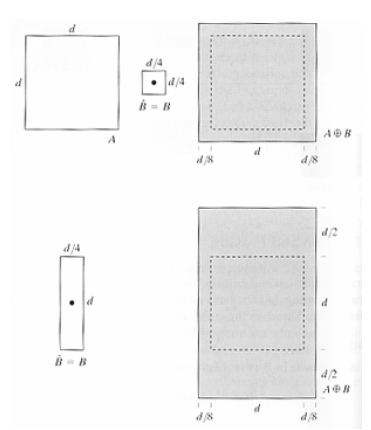 d
d
A
d/4
d/4
B̂ = B
A ⊕ B
d/8
d
d/8
d/4
d
B̂ = B
d/2
d
d/2
A ⊕ B
d/8
d
d/8